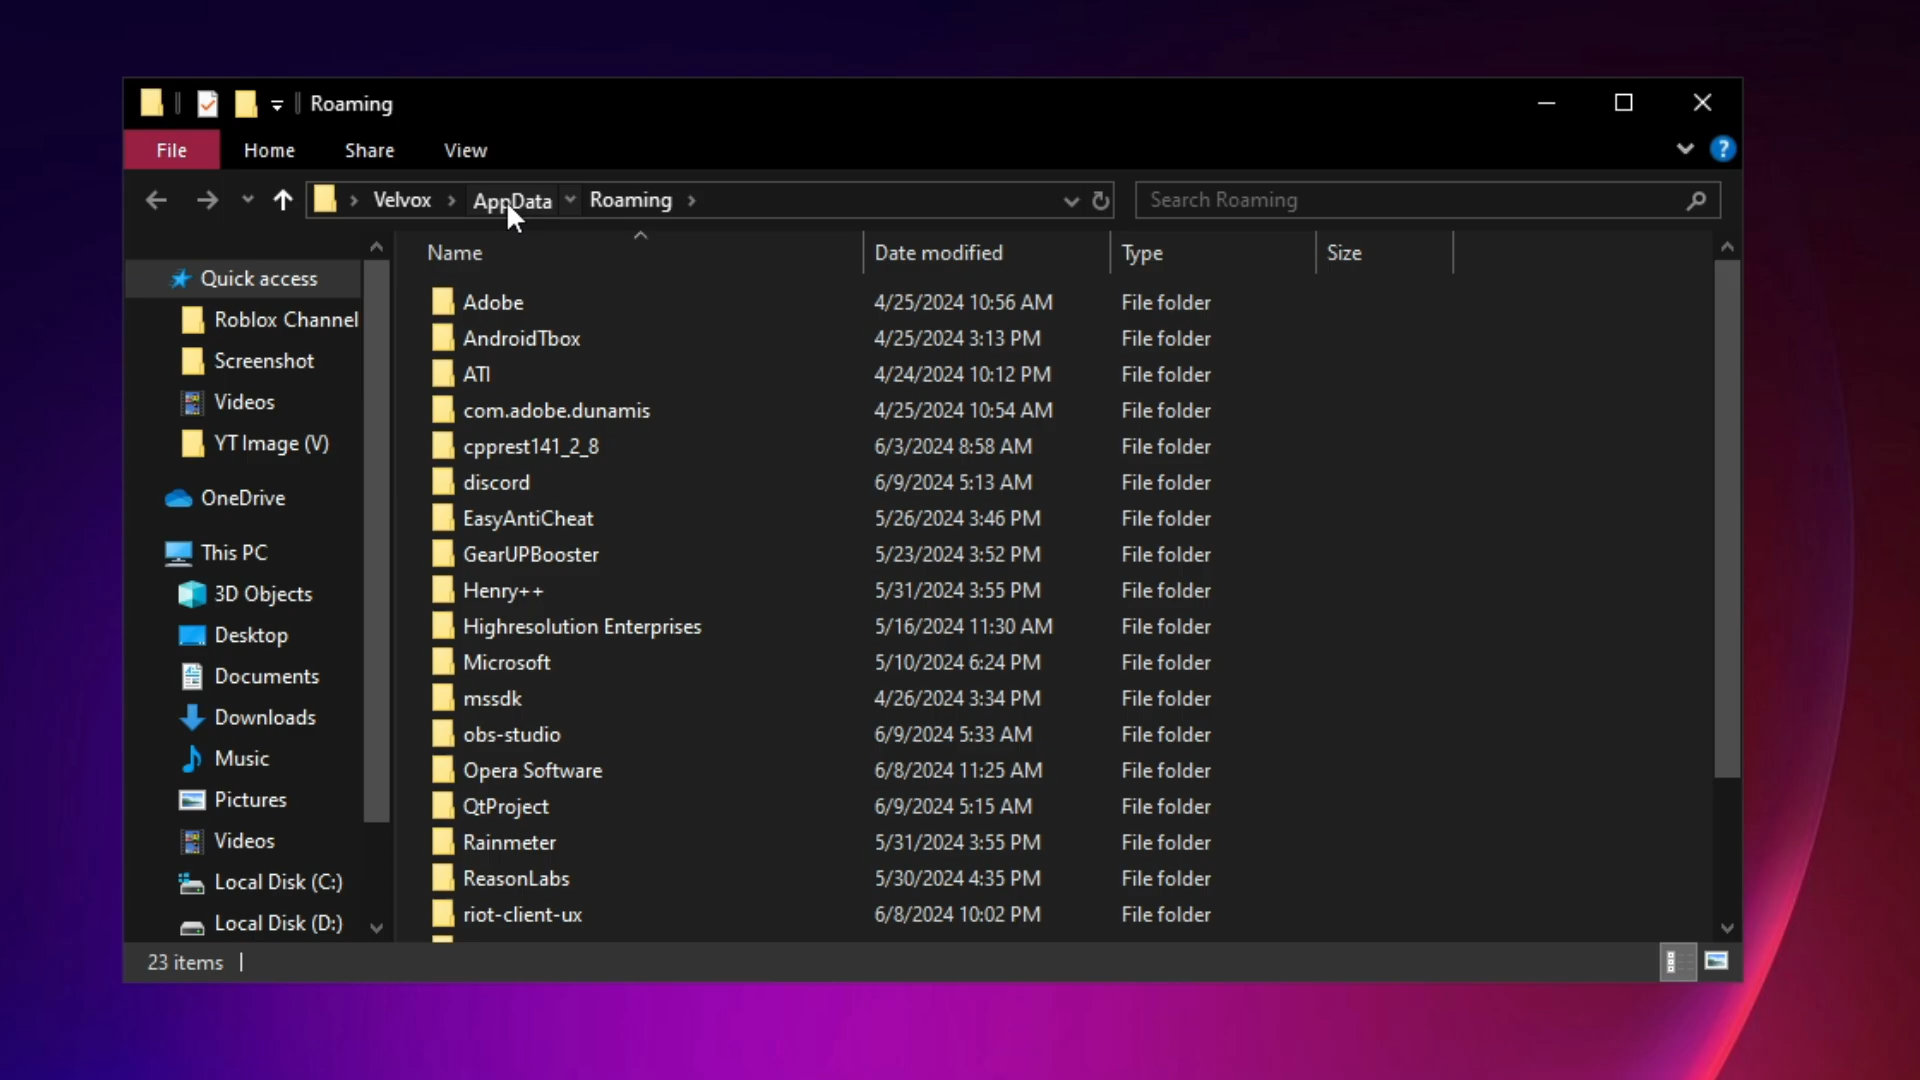 Roaming
File Home Share View ?
Velvox AppData Roaming Search Roaming
Name Date modified Type Size
Quick access
Roblox Channel
Screenshot
Videos
YT Image (V)
OneDrive
This PC
3D Objects
Desktop
Documents
Downloads
Music
Pictures
Videos
Local Disk (C:)
Local Disk (D:)
Adobe 4/25/2024 10:56 AM File folder
AndroidTbox 4/25/2024 3:13 PM File folder
ATI 4/24/2024 10:12 PM File folder
com.adobe.dunamis 4/25/2024 10:54 AM File folder
cpprest141_2_8 6/3/2024 8:58 AM File folder
discord 6/9/2024 5:13 AM File folder
EasyAntiCheat 5/26/2024 3:46 PM File folder
GearUPBooster 5/23/2024 3:52 PM File folder
Henry++ 5/31/2024 3:55 PM File folder
Highresolution Enterprises 5/16/2024 11:30 AM File folder
Microsoft 5/10/2024 6:24 PM File folder
mssdk 4/26/2024 3:34 PM File folder
obs-studio 6/9/2024 5:33 AM File folder
Opera Software 6/8/2024 11:25 AM File folder
QtProject 6/9/2024 5:15 AM File folder
Rainmeter 5/31/2024 3:55 PM File folder
ReasonLabs 5/30/2024 4:35 PM File folder
riot-client-ux 6/8/2024 10:02 PM File folder
23 items